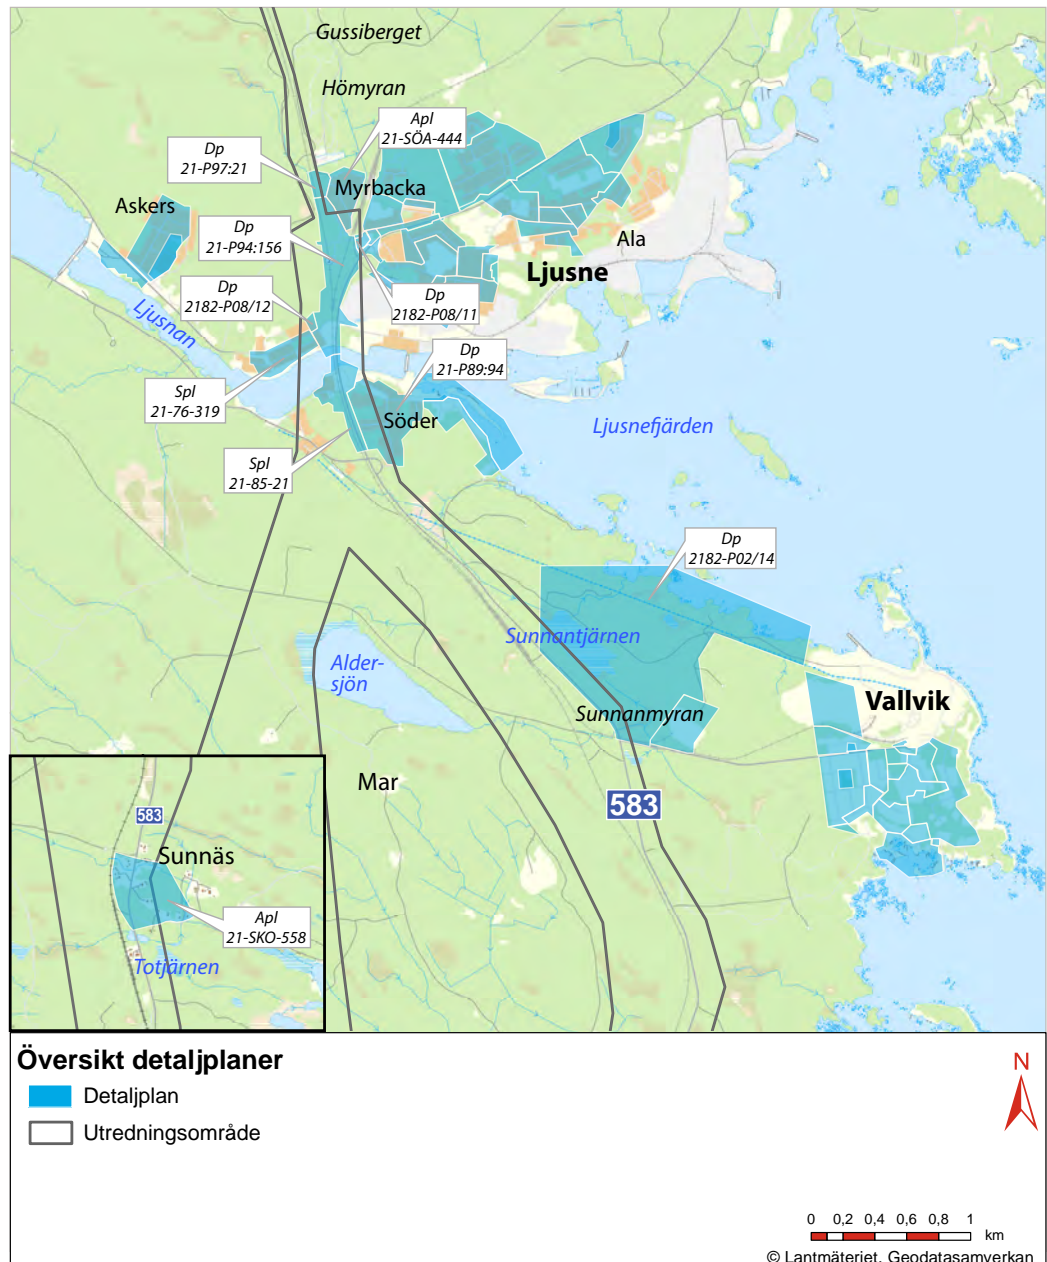 Gussiberget
Hömyran
Apl
21-SÖA-444
Dp
21-P97:21
Myrbacka
Askers
Dp
21-P94:156
Ala
Ljusne
Dp
2182-P08/12
Dp
2182-P08/11
Ljusnan
Dp
21-P89:94
Spl
21-76-319
Söder
Ljusnefjärden
Spl
21-85-21
Dp
2182-P02/14
Sunnantjärnen
Alder-
sjön
Vallvik
Sunnanmyran
Mar
583
583
Sunnäs
Apl
21-SKO-558
Totjärnen
Översikt detaljplaner
Detaljplan
Utredningsområde
N
0 0,2 0,4 0,6 0,8 1
km
© Lantmäteriet, Geodatasamverkan